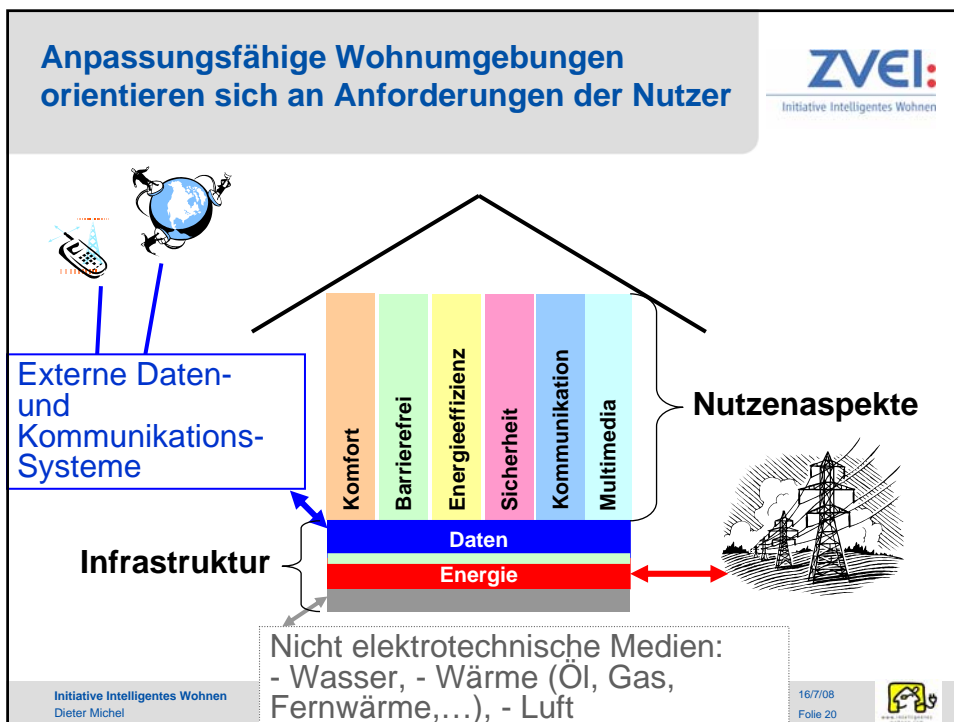 Anpassungsfähige Wohnumgebungen
orientieren sich an Anforderungen der Nutzer
ZVEI:
Initiative Intelligentes Wohnen
Externe Daten-
und
Kommunikations-
Systeme
Komfort
Barrierefrei
Energieeffizienz
Sicherheit
Kommunikation
Multimedia
Nutzenaspekte
Infrastruktur
Daten
Energie
Nicht elektrotechnische Medien:
- Wasser, - Wärme (Öl, Gas,
Fernwärme,…), - Luft
Initiative Intelligentes Wohnen
Dieter Michel
16/7/08
Folie 20